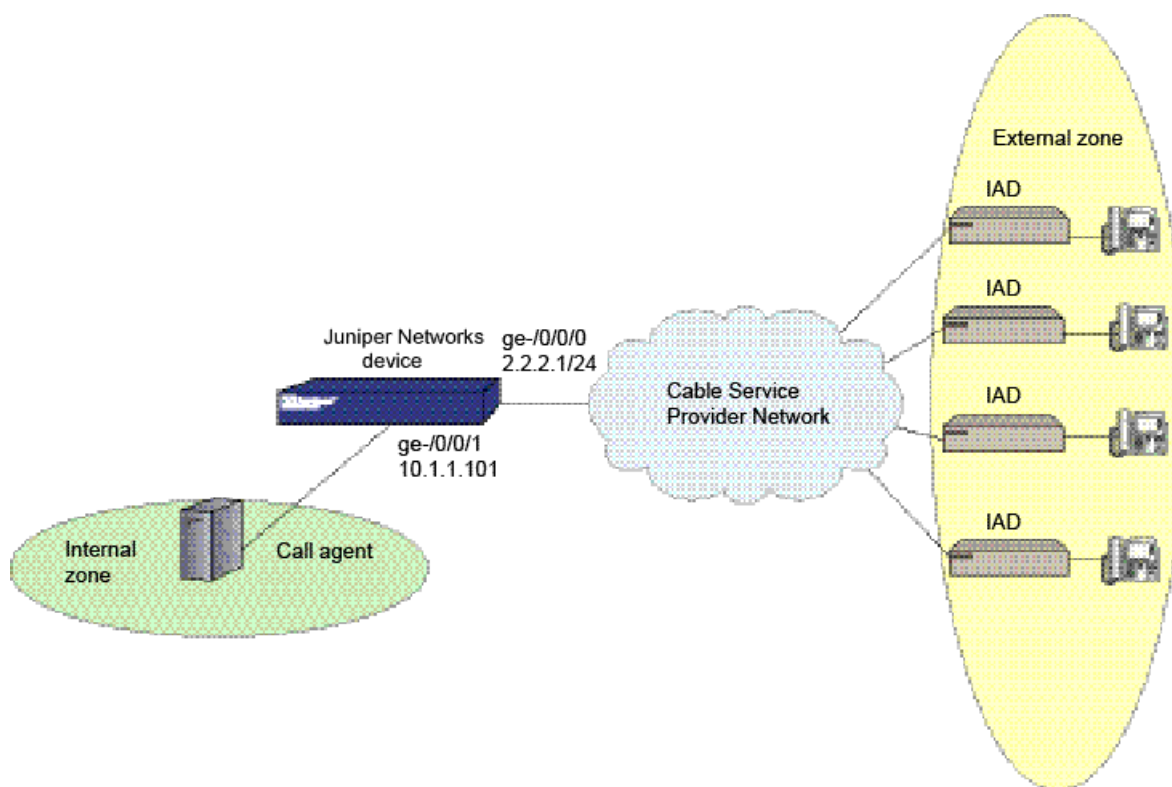 External zone
IAD
IAD
Juniper Networks
device
ge-/0/0/0
2.2.2.1/24
Cable Service
Provider Network
IAD
ge-/0/0/1
10.1.1.101
IAD
Internal
zone
Call agent